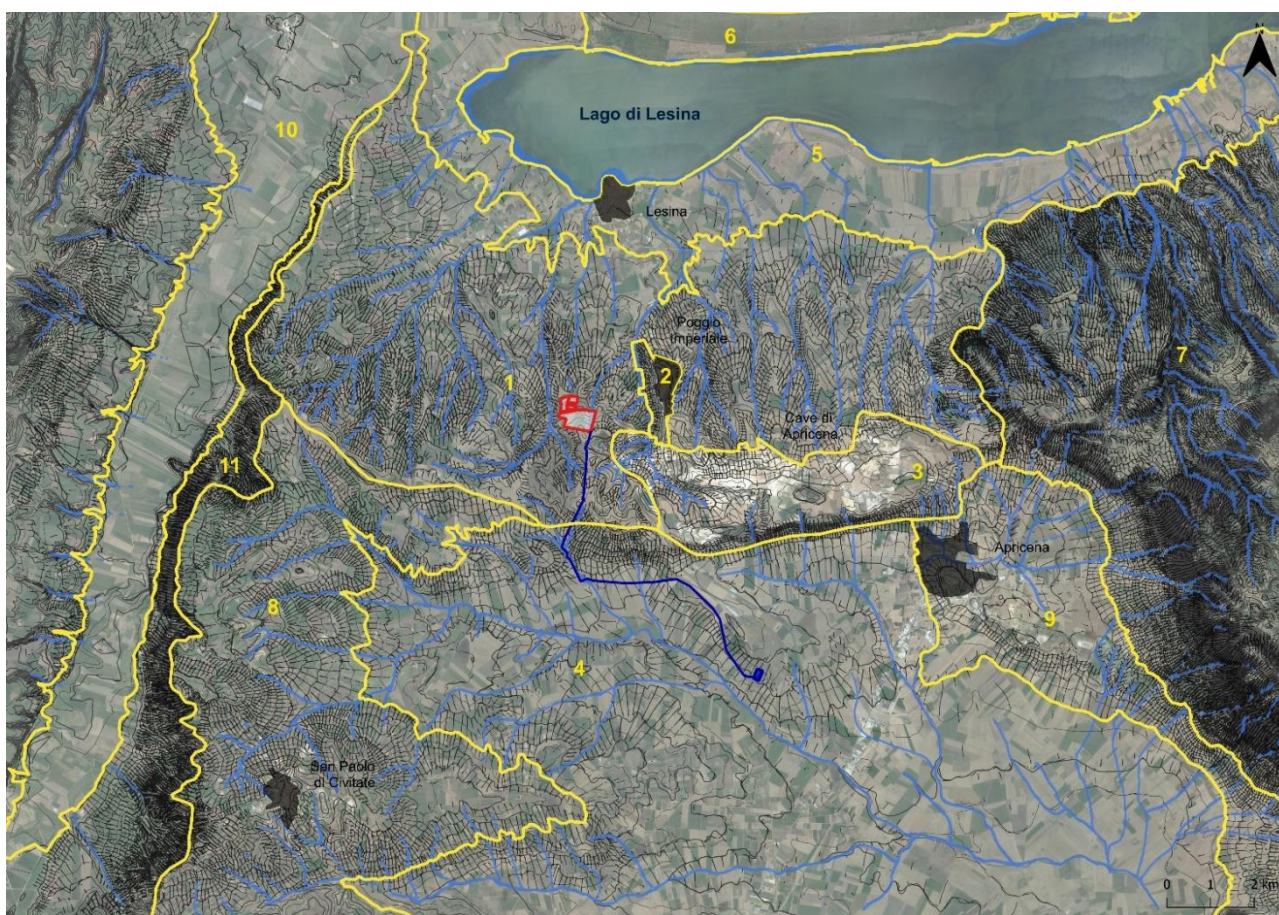 N
6
10
Lago di Lesina
5
Lesina
Poggio
Imperiale
7
1
2
Cave di
Apricena
3
11
Apricena
8
9
4
San Paolo
di Civitate
0 1 2 km